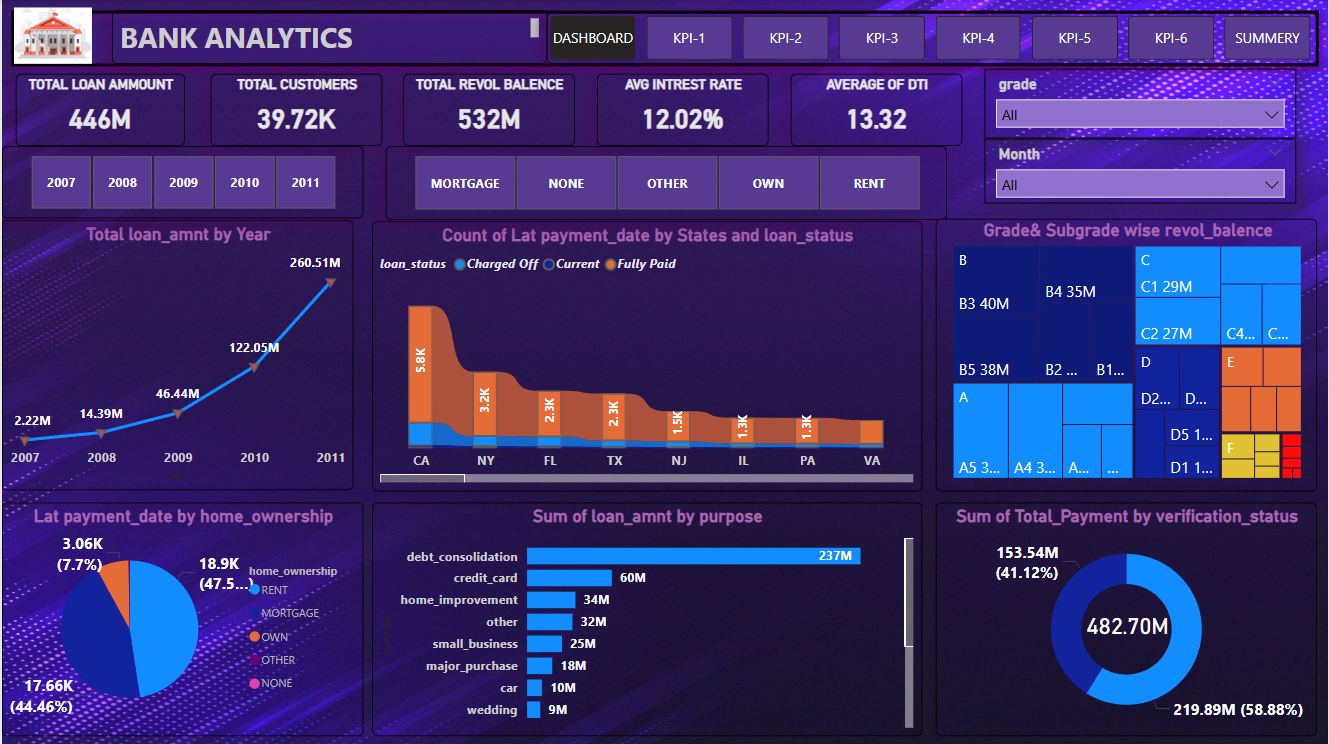 BANK ANALYTICS
DASHBOARD
KPI-1
KPI-2
KPI-3
KPI-4
KPI-5
KPI-6
SUMMERY
TOTAL LOAN AMMOUNT
446M
TOTAL CUSTOMERS
39.72K
TOTAL REVOL BALENCE
532M
AVG INTREST RATE
12.02%
AVERAGE OF DTI
13.32
grade
All
Month
All
2007
2008
2009
2010
2011
MORTGAGE
NONE
OTHER
OWN
RENT
Total loan_amnt by Year
2.22M
14.39M
46.44M
122.05M
260.51M
2007
2008
2009
2010
2011
Count of Lat payment_date by States and loan_status
loan_status
Charged Off
Current
Fully Paid
5.8K
3.2K
2.3K
2.3K
1.5K
1.3K
1.3K
CA
NY
FL
TX
NJ
IL
PA
VA
Grade& Subgrade wise revol_balence
B
B3 40M
B4 35M
B5 38M
B2 ...
B1...
A
A5 3...
A4 3...
A...
...
C
C1 29M
C2 27M
C4...
C...
D
D2...
D...
D5 1...
D1 1...
E
F
Lat payment_date by home_ownership
3.06K
(7.7%)
18.9K
(47.5...)
17.66K
(44.46%)
home_ownership
RENT
MORTGAGE
OWN
OTHER
NONE
Sum of loan_amnt by purpose
debt_consolidation
237M
credit_card
60M
home_improvement
34M
other
32M
small_business
25M
major_purchase
18M
car
10M
wedding
9M
Sum of Total_Payment by verification_status
153.54M
(41.12%)
482.70M
219.89M (58.88%)